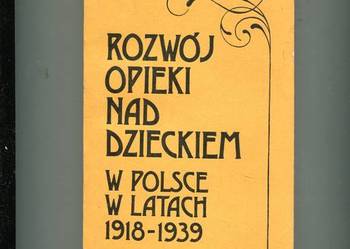 ROZWÓJ
OPIEKI
NAD
DZIECKIEM
W POLSCE
W LATACH
1918-1939